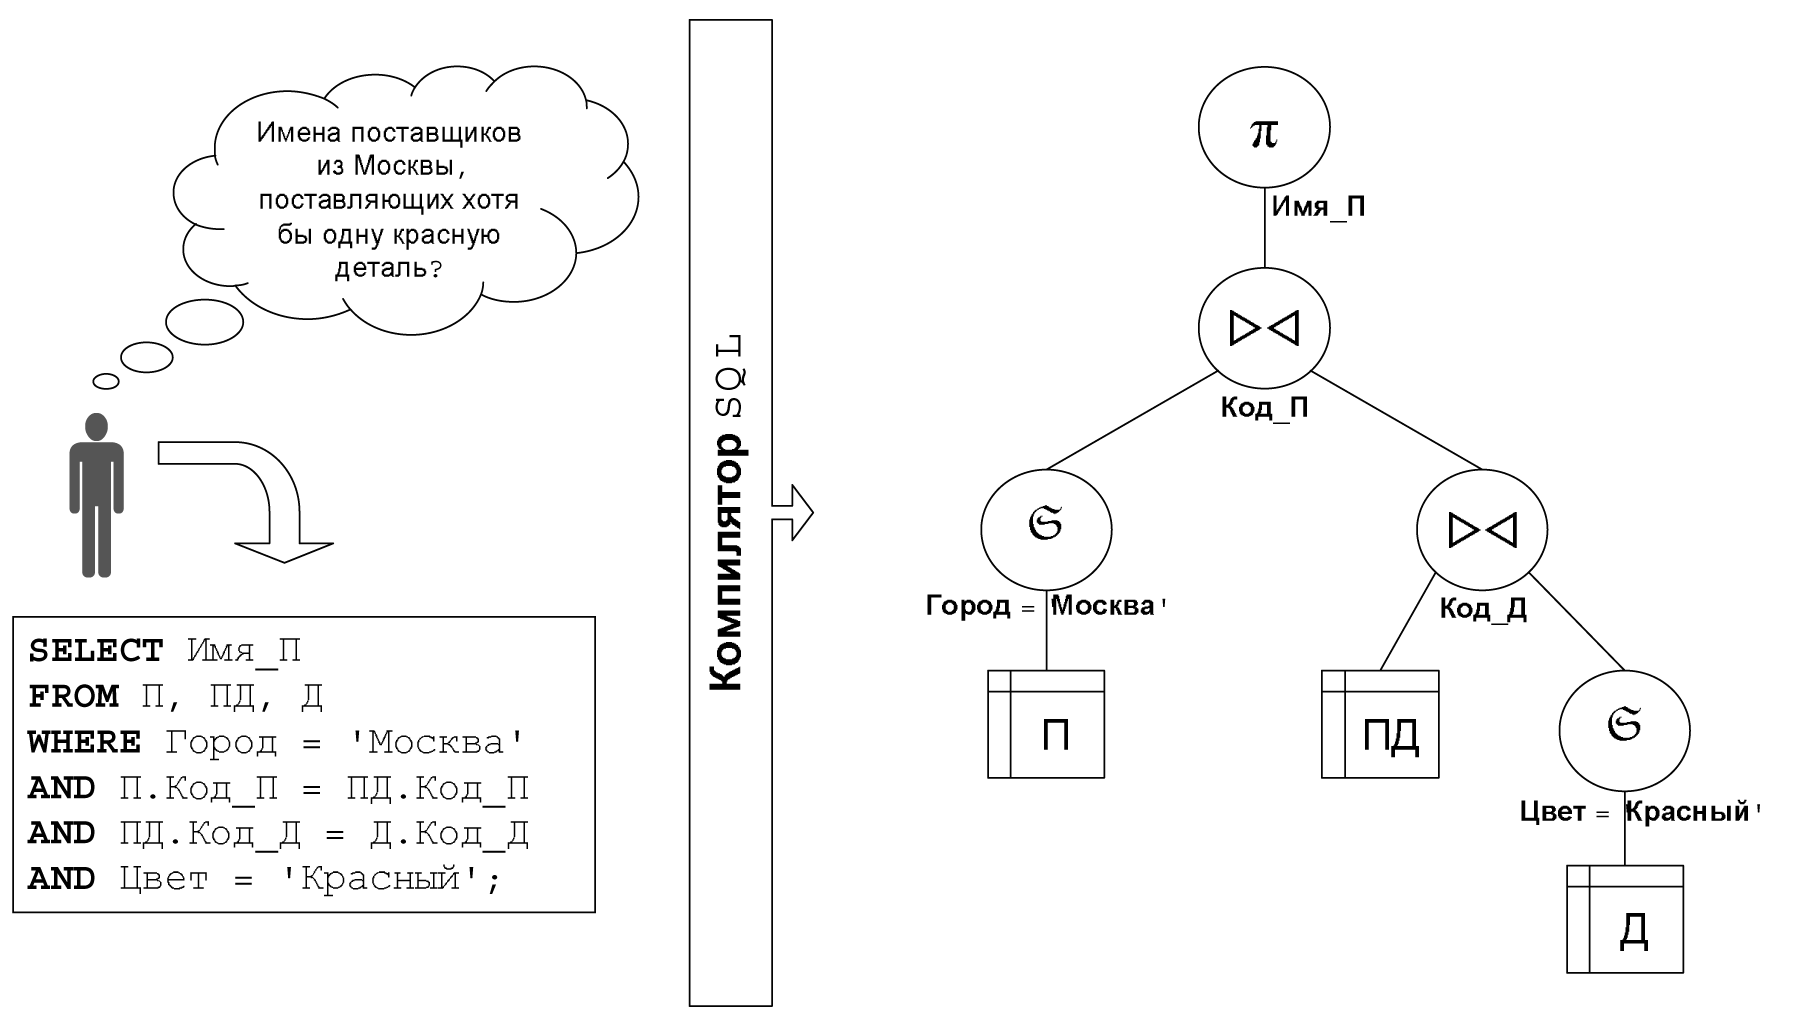 Имена поставщиков
из Москвы,
поставляющих хотя
бы одну красную
деталь?
SELECT Имя_П
FROM П, ПД, Д
WHERE Город = 'Москва'
AND П.Код_П = ПД.Код_П
AND ПД.Код_Д = Д.Код_Д
AND Цвет = 'Красный';
Компилятор SQL
π
Имя_П
▷◁
Код_П
𝔖
Город = 'Москва'
П
▷◁
Код_Д
ПД
𝔖
Цвет = 'Красный'
Д